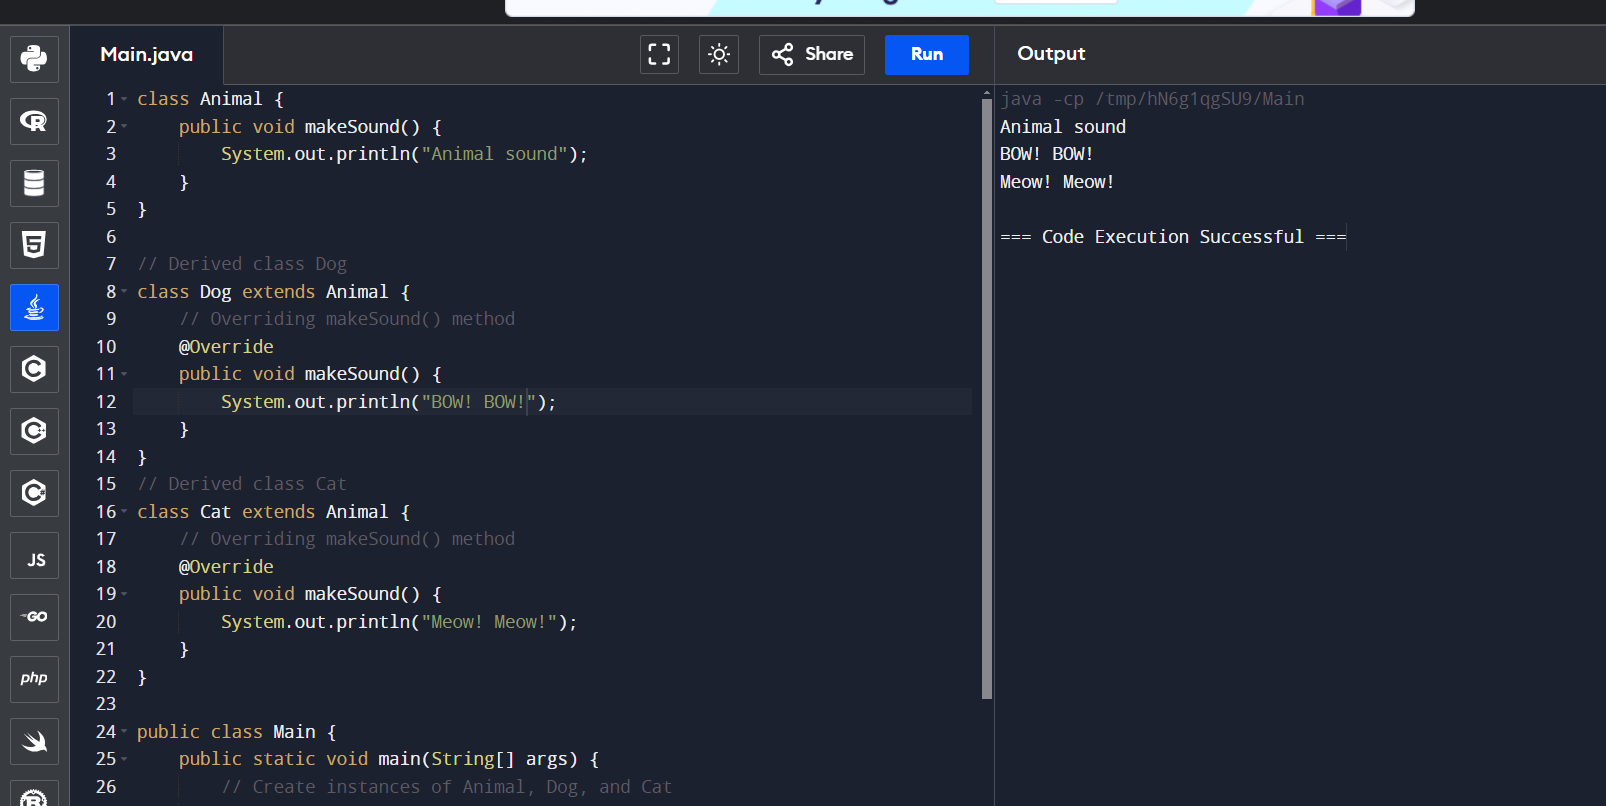 Main.java
Share
Run
Output
1 class Animal {
2 public void makeSound() {
3 System.out.println("Animal sound");
4 }
5 }
6
7 // Derived class Dog
8 class Dog extends Animal {
9 // Overriding makeSound() method
10 @Override
11 public void makeSound() {
12 System.out.println("BOW! BOW!");
13 }
14 }
15 // Derived class Cat
16 class Cat extends Animal {
17 // Overriding makeSound() method
18 @Override
19 public void makeSound() {
20 System.out.println("Meow! Meow!");
21 }
22 }
23
24 public class Main {
25 public static void main(String[] args) {
26 // Create instances of Animal, Dog, and Cat
java -cp /tmp/hN6g1qgSU9/Main
Animal sound
BOW! BOW!
Meow! Meow!
=== Code Execution Successful ===
R
5
C
C++
C#
JS
GO
php
R